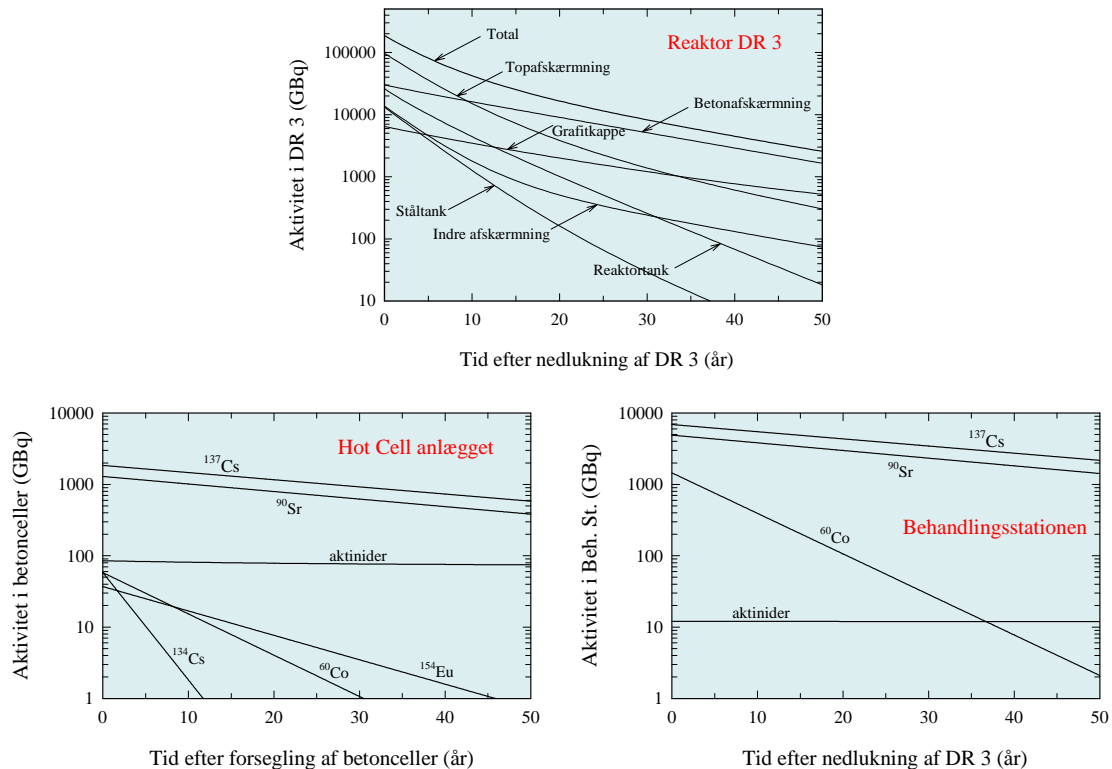 Reaktor DR 3
Aktivitet i DR 3 (GBq)
100000
10000
1000
100
10
Total
Topafskærmning
Betonafskærmning
Grafitkappe
Ståltank
Indre afskærmning
Reaktortank
0 10 20 30 40 50
Tid efter nedlukning af DR 3 (år)
Hot Cell anlægget
Aktivitet i betonceller (GBq)
10000
1000
100
10
1
¹³⁷Cs
⁹⁰Sr
aktinider
¹³⁴Cs
⁶⁰Co
¹⁵⁴Eu
0 10 20 30 40 50
Tid efter forsegling af betonceller (år)
Behandlingsstationen
Aktivitet i Beh. St. (GBq)
10000
1000
100
10
1
¹³⁷Cs
⁹⁰Sr
⁶⁰Co
aktinider
0 10 20 30 40 50
Tid efter nedlukning af DR 3 (år)